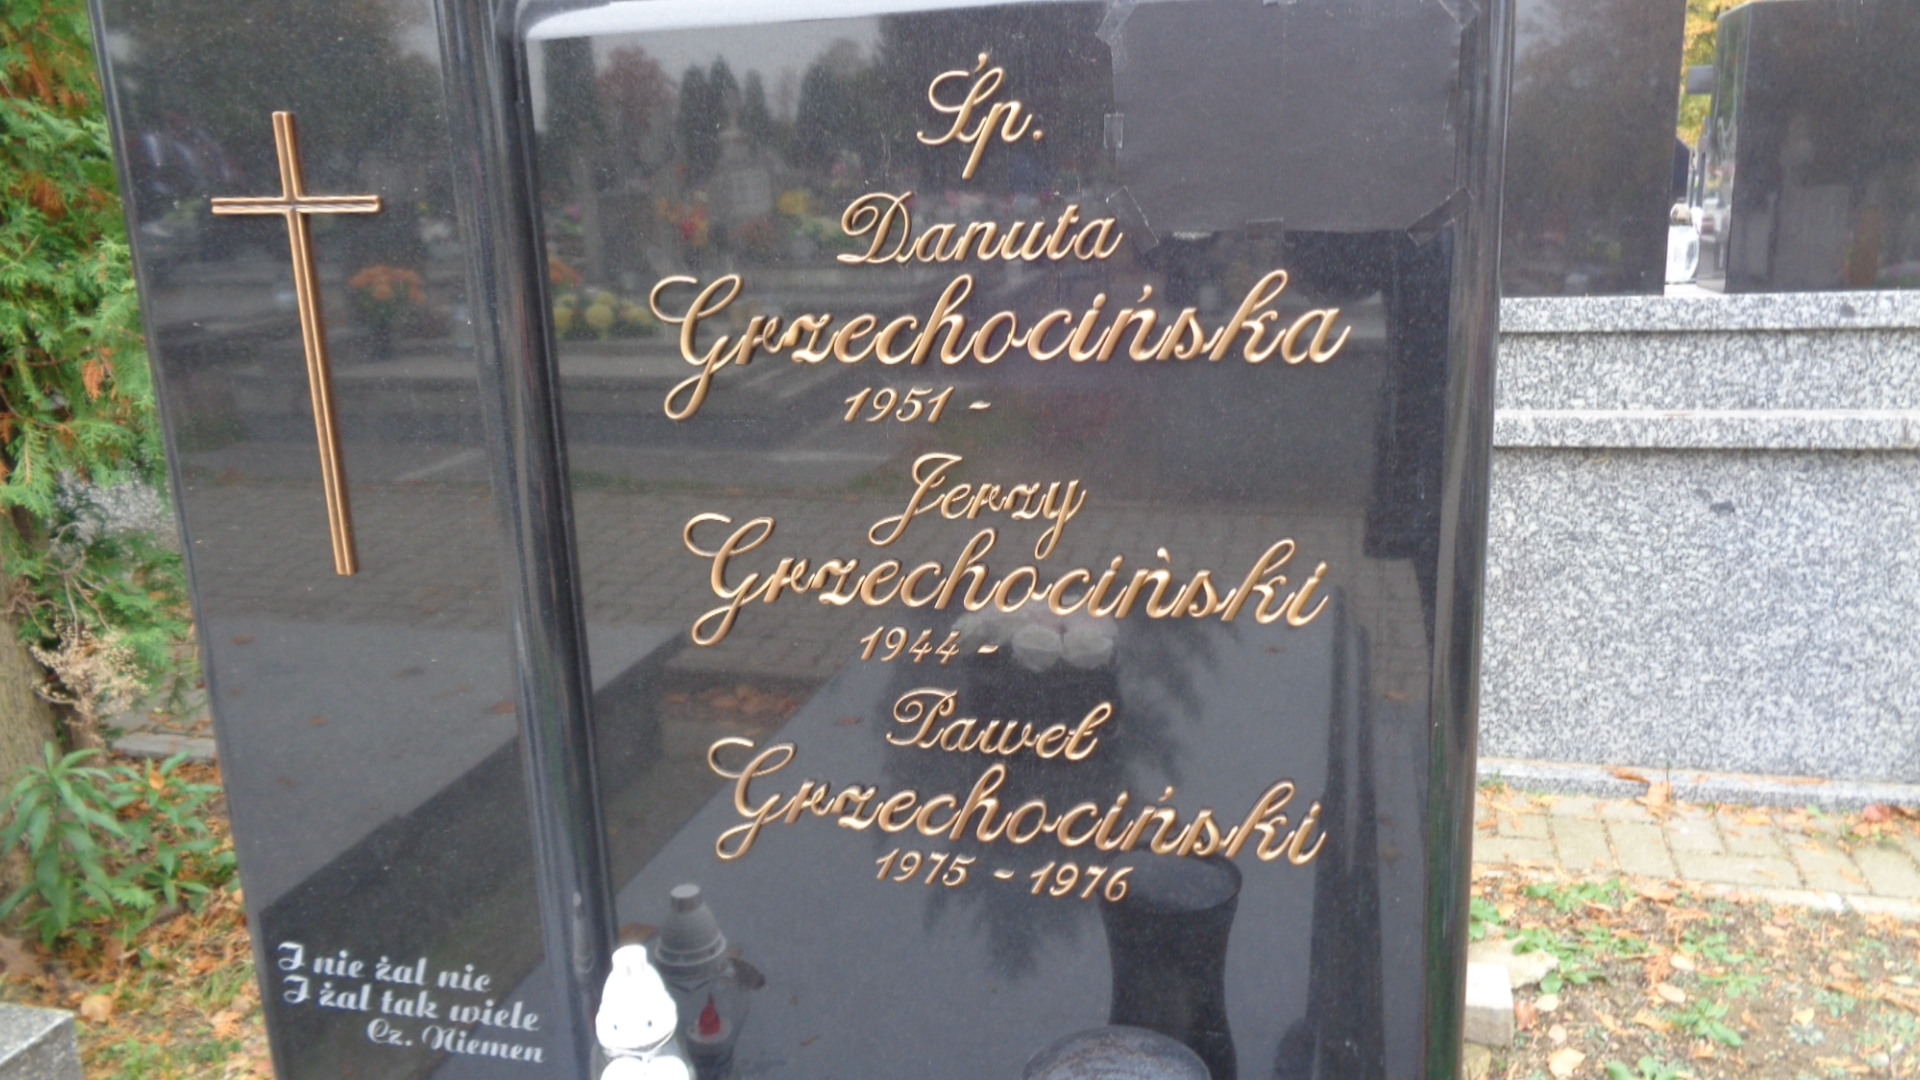 Śp.
Danuta
Grzechocińska
1951 -
Jerzy
Grzechociński
1944 -
Paweł
Grzechociński
1975 - 1976
I nie żal nic
I żal tak wiele
Cz. Niemen